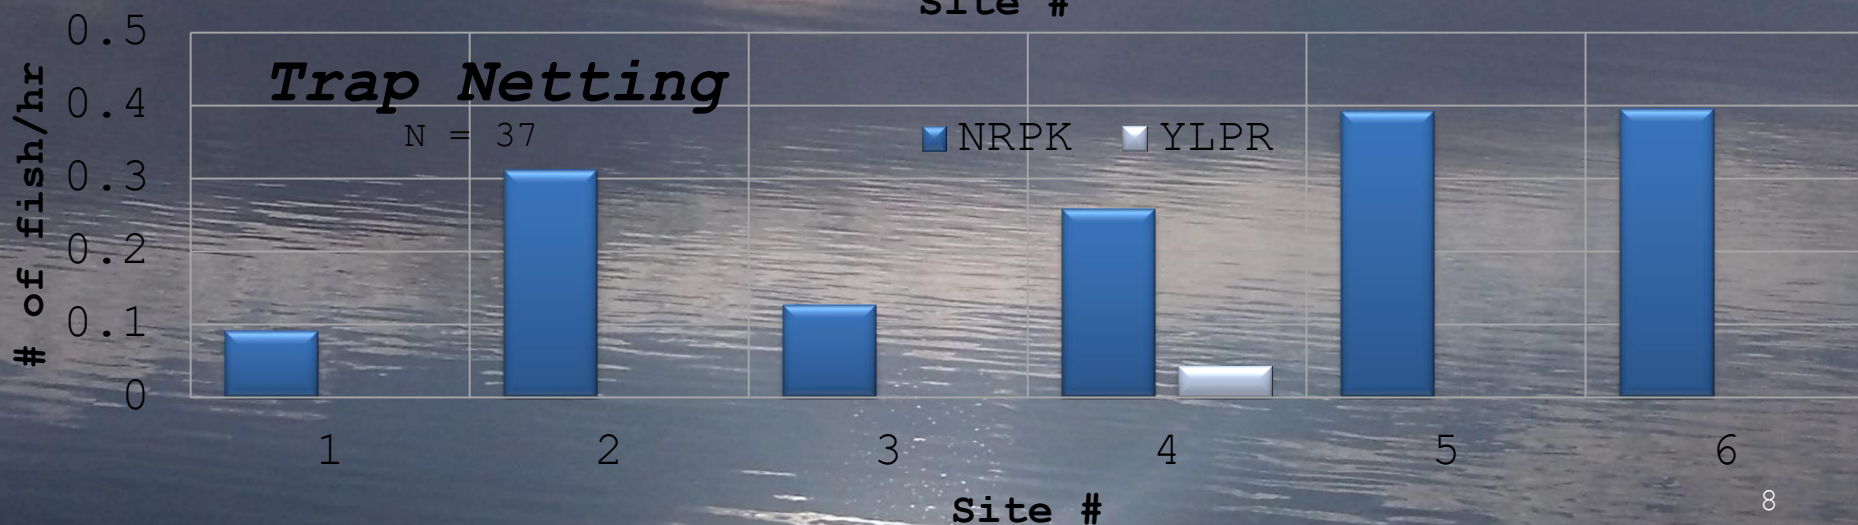 Site #
0.5
Trap Netting
0.4
N = 37
NRPK YLPR
0.3
0.2
0.1
0
# of fish/hr
1 2 3 4 5 6
Site #
8